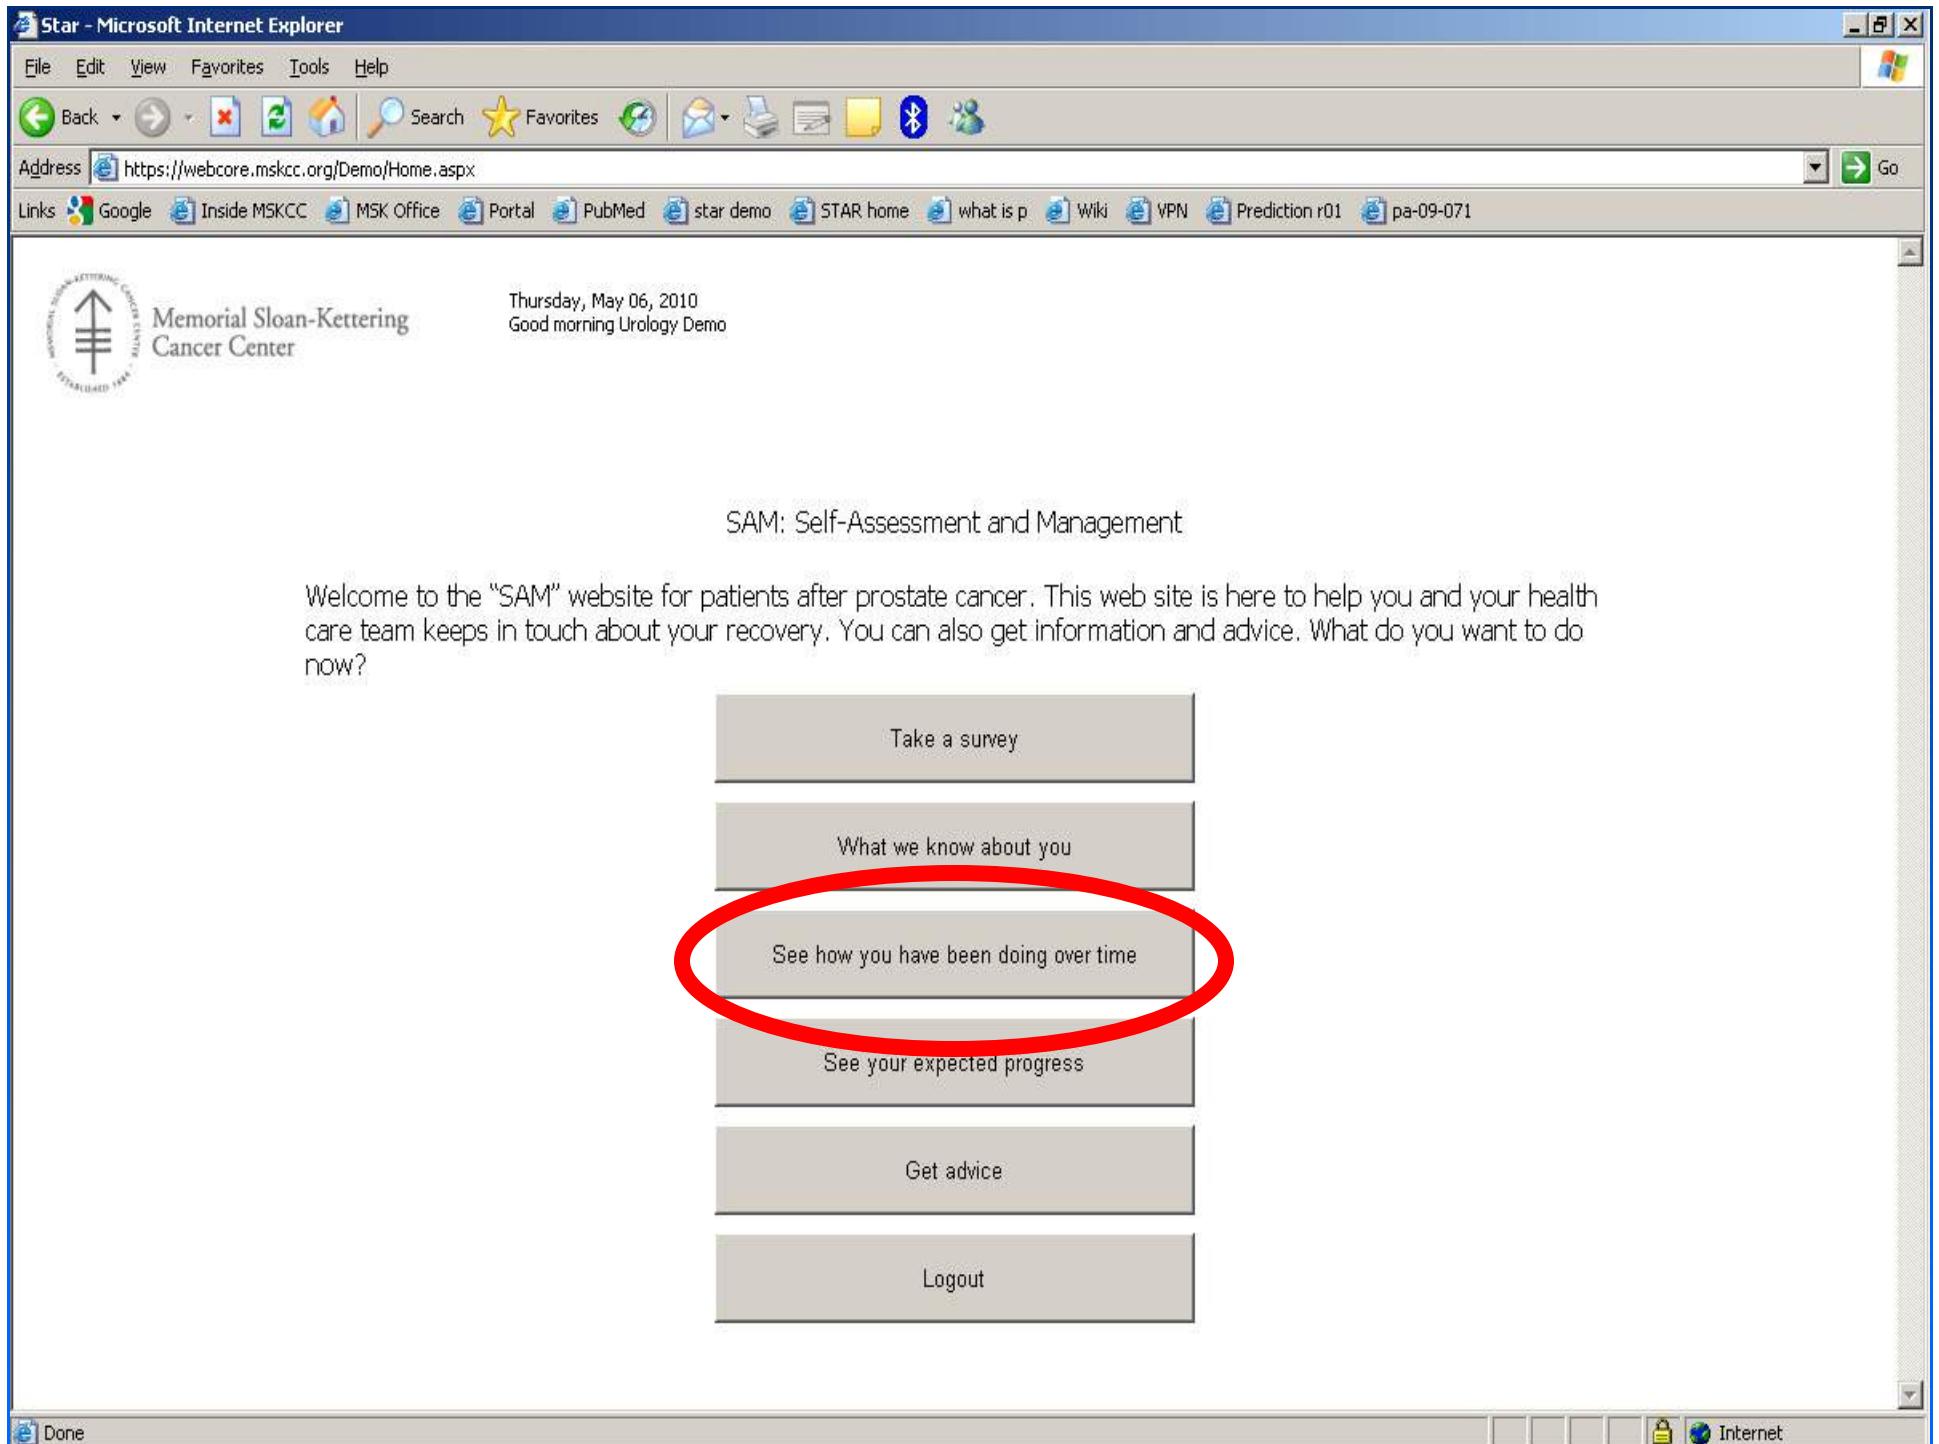 Star - Microsoft Internet Explorer
File Edit View Favorites Tools Help
Back Search Favorites
Address https://webcore.mskcc.org/Demo/Home.aspx Go
Links Google Inside MSKCC MSK Office Portal PubMed star demo STAR home what is p Wiki VPN Prediction r01 pa-09-071
Memorial Sloan-Kettering
Cancer Center
Thursday, May 06, 2010
Good morning Urology Demo
SAM: Self-Assessment and Management
Welcome to the “SAM” website for patients after prostate cancer. This web site is here to help you and your health
care team keeps in touch about your recovery. You can also get information and advice. What do you want to do
now?
Take a survey
What we know about you
See how you have been doing over time
See your expected progress
Get advice
Logout
Done Internet